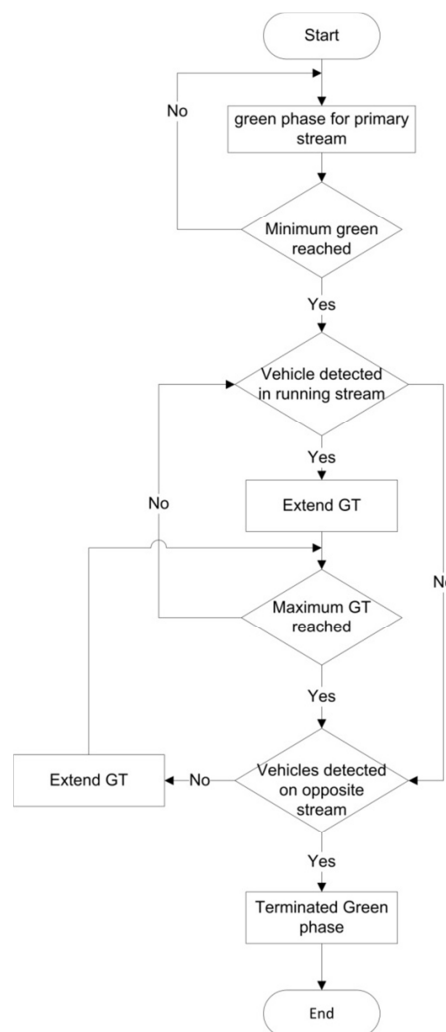 Start
No
green phase for primary
stream
Minimum green
reached
Yes
Vehicle detected
in running stream
Yes
No
Extend GT
No
Maximum GT
reached
Yes
Extend GT
No
Vehicles detected
on opposite
stream
Yes
Terminated Green
phase
End